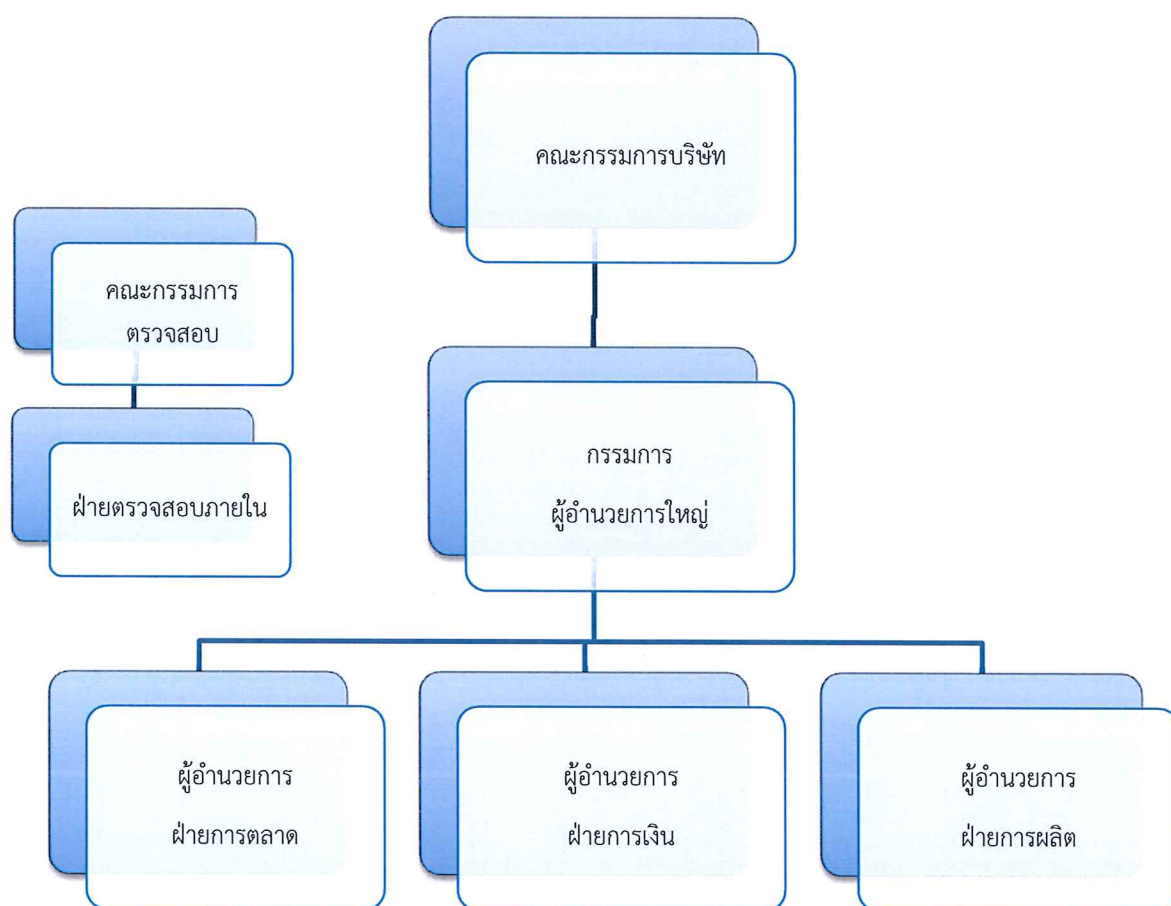 คณะกรรมการบริษัท
คณะกรรมการ
ตรวจสอบ
ฝ่ายตรวจสอบภายใน
กรรมการ
ผู้อำนวยการใหญ่
ผู้อำนวยการ
ฝ่ายการตลาด
ผู้อำนวยการ
ฝ่ายการเงิน
ผู้อำนวยการ
ฝ่ายการผลิต